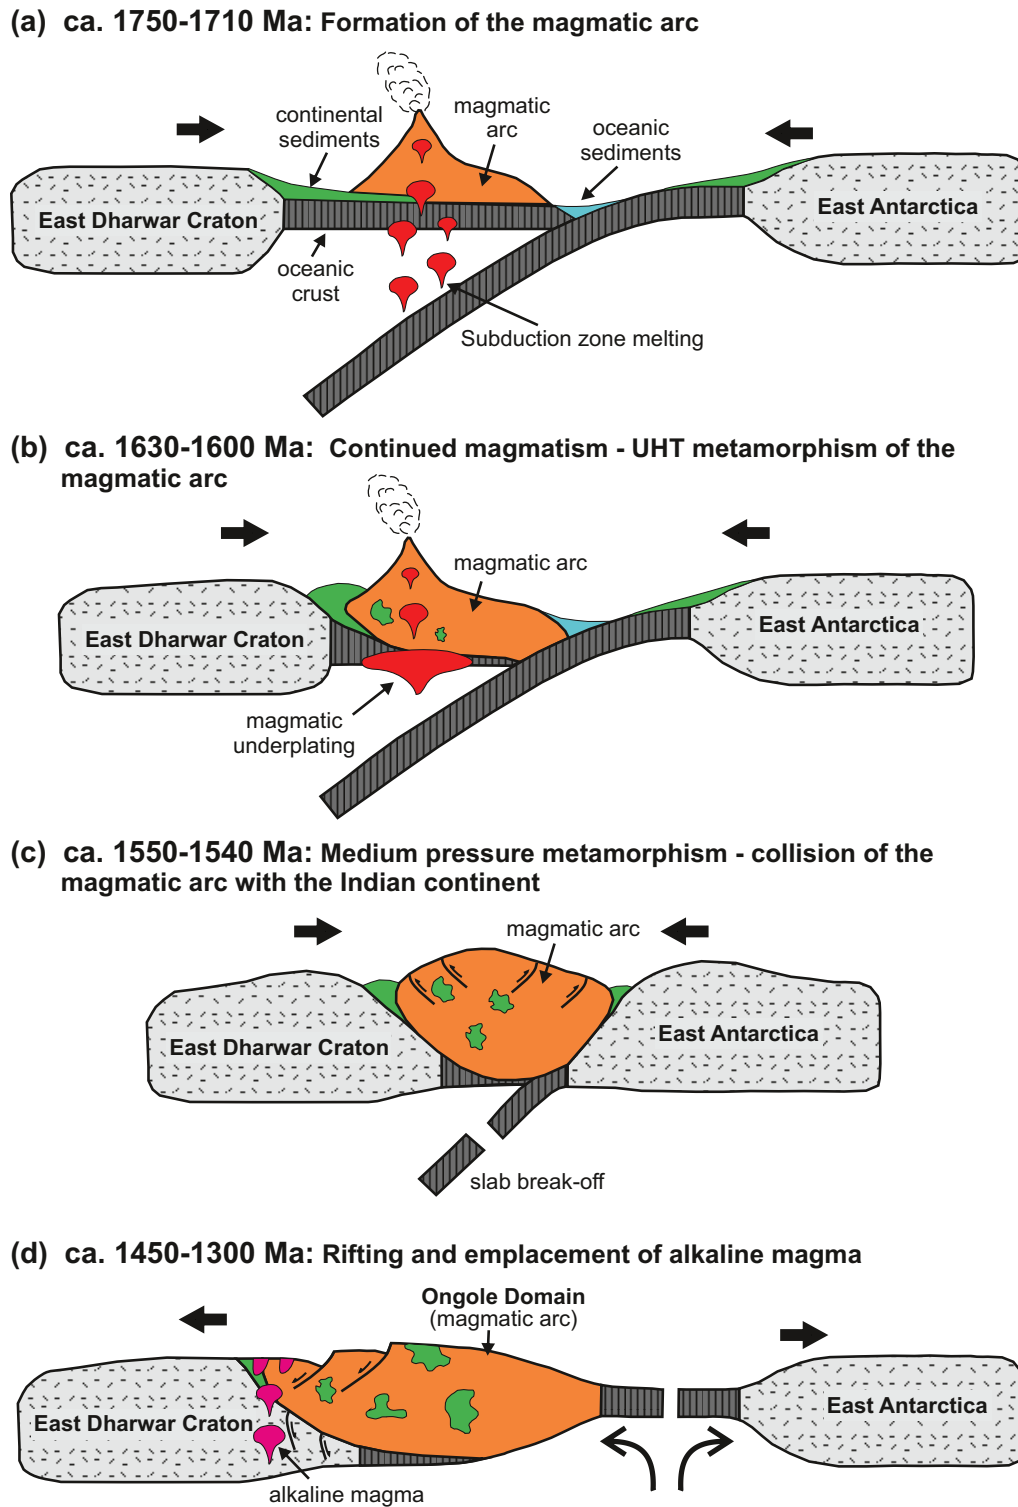 (a) ca. 1750-1710 Ma: Formation of the magmatic arc
continental
sediments
magmatic
arc
oceanic
sediments
East Dharwar Craton
East Antarctica
oceanic
crust
Subduction zone melting
(b) ca. 1630-1600 Ma: Continued magmatism - UHT metamorphism of the
magmatic arc
magmatic arc
East Dharwar Craton
East Antarctica
magmatic
underplating
(c) ca. 1550-1540 Ma: Medium pressure metamorphism - collision of the
magmatic arc with the Indian continent
magmatic arc
East Dharwar Craton
East Antarctica
slab break-off
(d) ca. 1450-1300 Ma: Rifting and emplacement of alkaline magma
Ongole Domain
(magmatic arc)
East Dharwar Craton
East Antarctica
alkaline magma